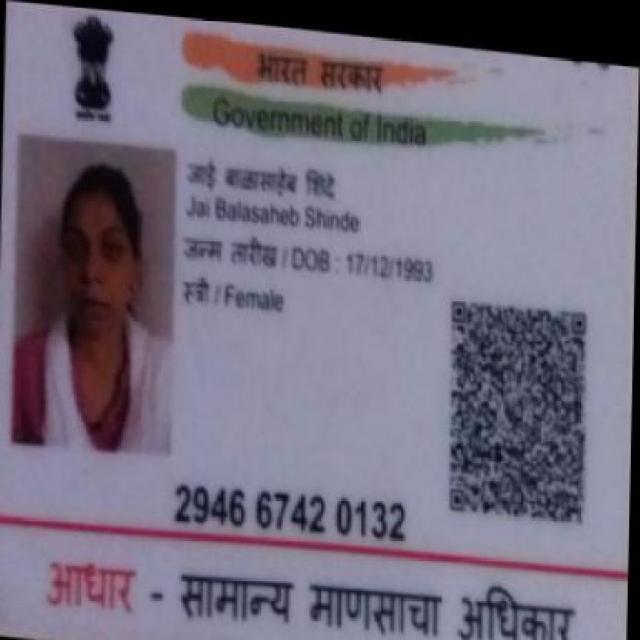 भारत सरकार
Government of India
जाई बाळासाहेब शिंदे
Jai Balasaheb Shinde
जन्म तारीख / DOB : 17/12/1993
स्त्री / Female
2946 6742 0132
आधार - सामान्य माणसाचा अधिकार